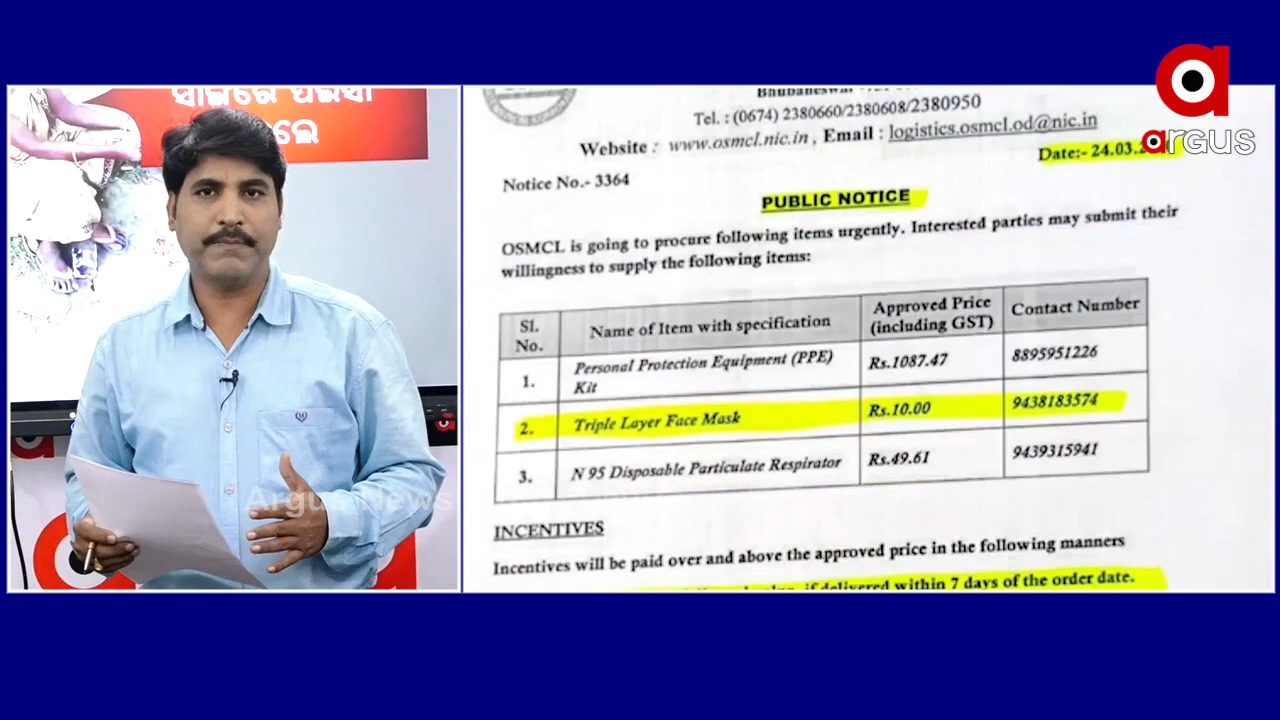 ସାଙ୍ଗରେ ପଇସା
ଲେ
argus
Argus News
Tel. : (0674) 2380660/2380608/2380950
Website : www.osmcl.nic.in , Email : logistics.osmcl.od@nic.in
Date:- 24.03.
Notice No.- 3364
PUBLIC NOTICE
OSMCL is going to procure following items urgently. Interested parties may submit their
willingness to supply the following items:
Sl. No. Name of Item with specification Approved Price (including GST) Contact Number
1. Personal Protection Equipment (PPE) Kit Rs.1087.47 8895951226
2. Triple Layer Face Mask Rs.10.00 9438183574
3. N 95 Disposable Particulate Respirator Rs.49.61 9439315941
INCENTIVES
Incentives will be paid over and above the approved price in the following manners
if delivered within 7 days of the order date.